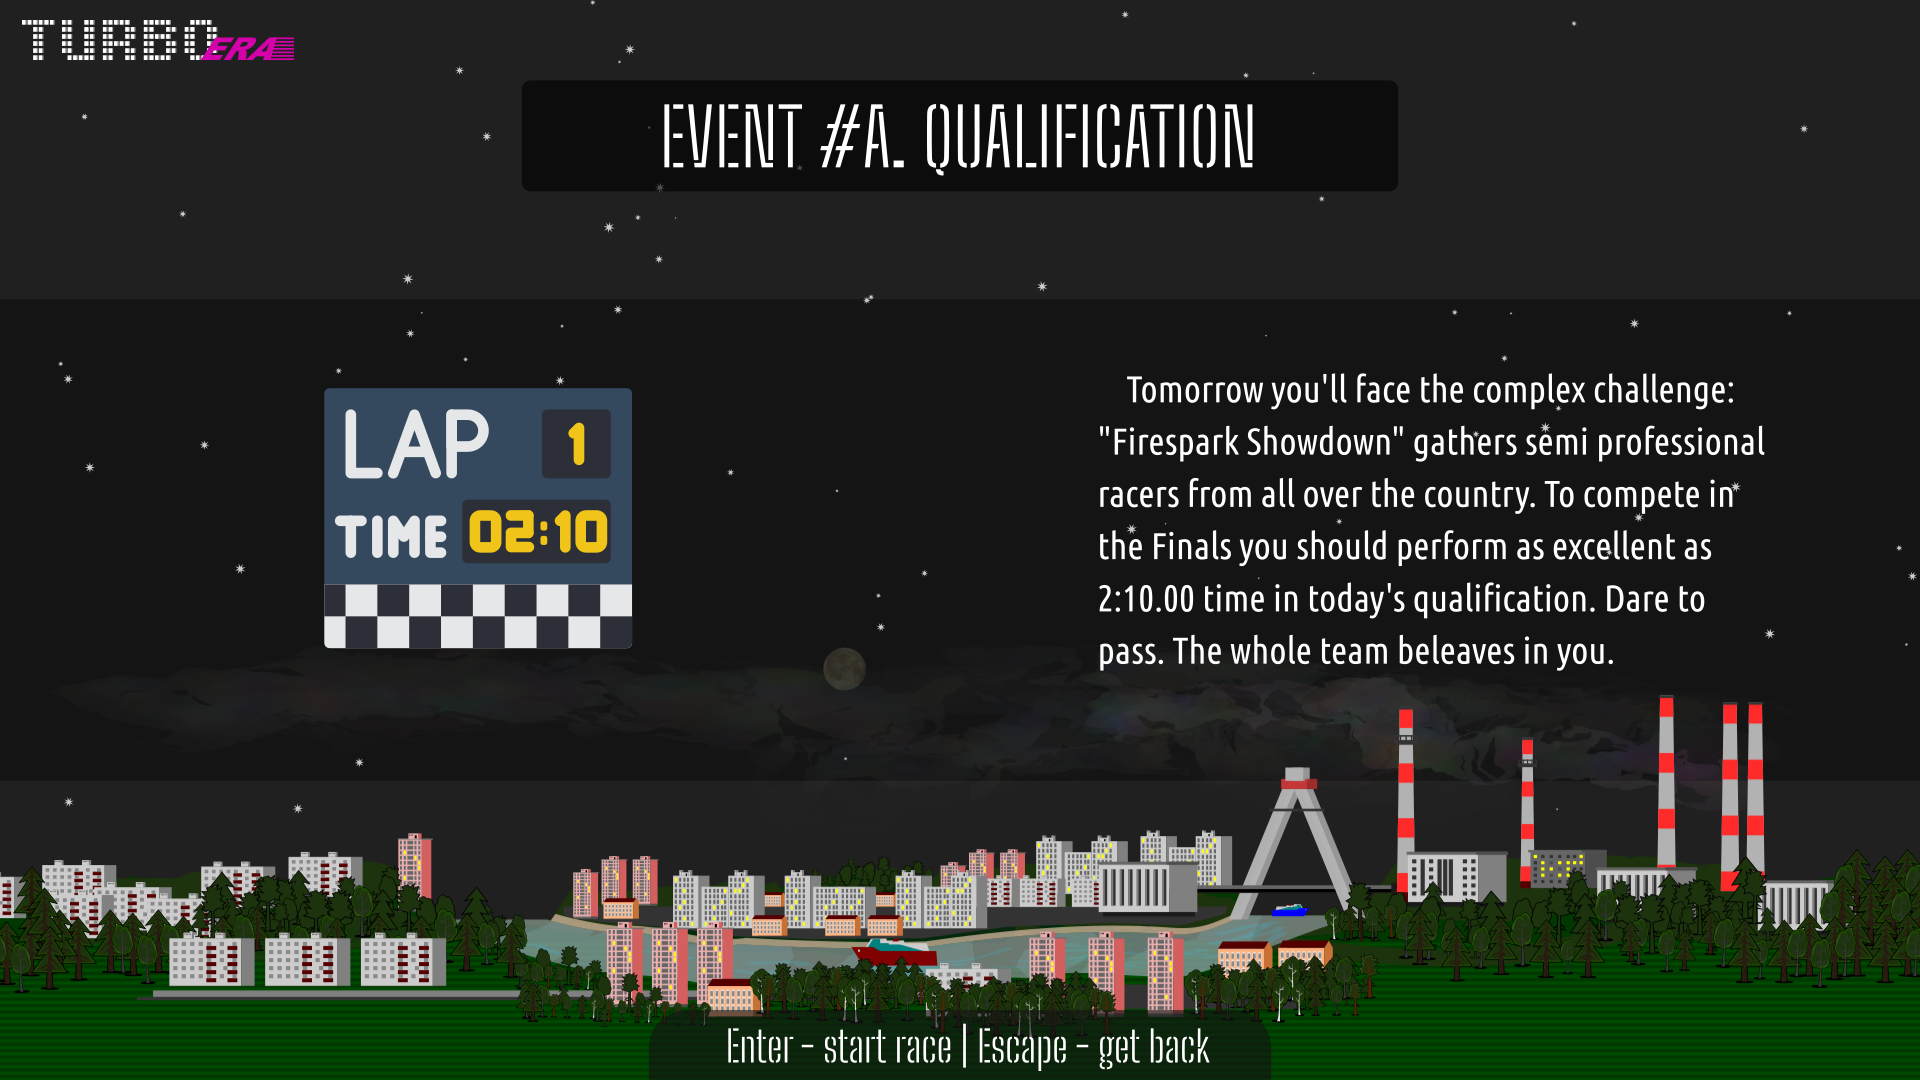 TURBO ERA
EVENT #A. QUALIFICATION
LAP 1
TIME 02:10
Tomorrow you'll face the complex challenge:
"Firespark Showdown" gathers semi professional
racers from all over the country. To compete in
the Finals you should perform as excellent as
2:10.00 time in today's qualification. Dare to
pass. The whole team beleaves in you.
Enter - start race | Escape - get back